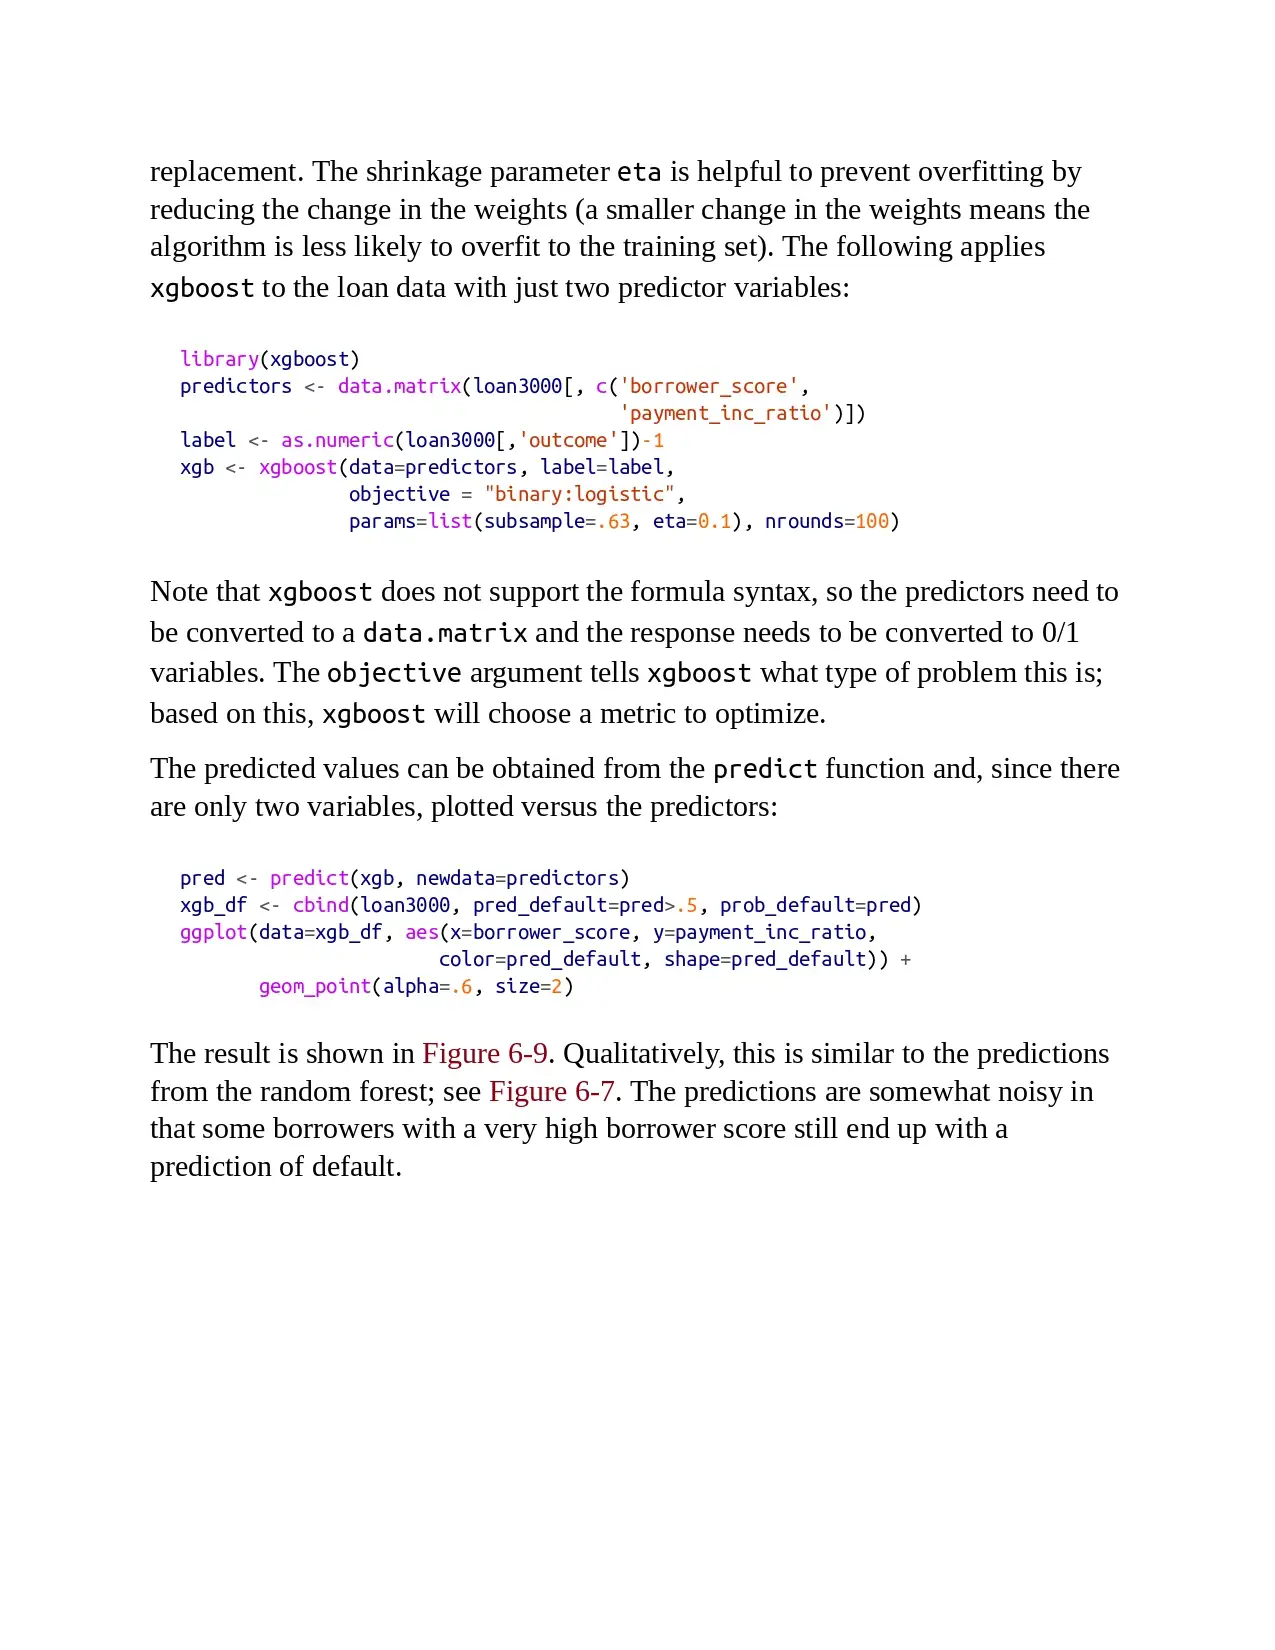 replacement. The shrinkage parameter eta is helpful to prevent overfitting by
reducing the change in the weights (a smaller change in the weights means the
algorithm is less likely to overfit to the training set). The following applies
xgboost to the loan data with just two predictor variables:
library(xgboost)
predictors <- data.matrix(loan3000[, c('borrower_score',
'payment_inc_ratio')])
label <- as.numeric(loan3000[,'outcome'])-1
xgb <- xgboost(data=predictors, label=label,
objective = "binary:logistic",
params=list(subsample=.63, eta=0.1), nrounds=100)
Note that xgboost does not support the formula syntax, so the predictors need to
be converted to a data.matrix and the response needs to be converted to 0/1
variables. The objective argument tells xgboost what type of problem this is;
based on this, xgboost will choose a metric to optimize.
The predicted values can be obtained from the predict function and, since there
are only two variables, plotted versus the predictors:
pred <- predict(xgb, newdata=predictors)
xgb_df <- cbind(loan3000, pred_default=pred>.5, prob_default=pred)
ggplot(data=xgb_df, aes(x=borrower_score, y=payment_inc_ratio,
color=pred_default, shape=pred_default)) +
geom_point(alpha=.6, size=2)
The result is shown in Figure 6-9. Qualitatively, this is similar to the predictions
from the random forest; see Figure 6-7. The predictions are somewhat noisy in
that some borrowers with a very high borrower score still end up with a
prediction of default.